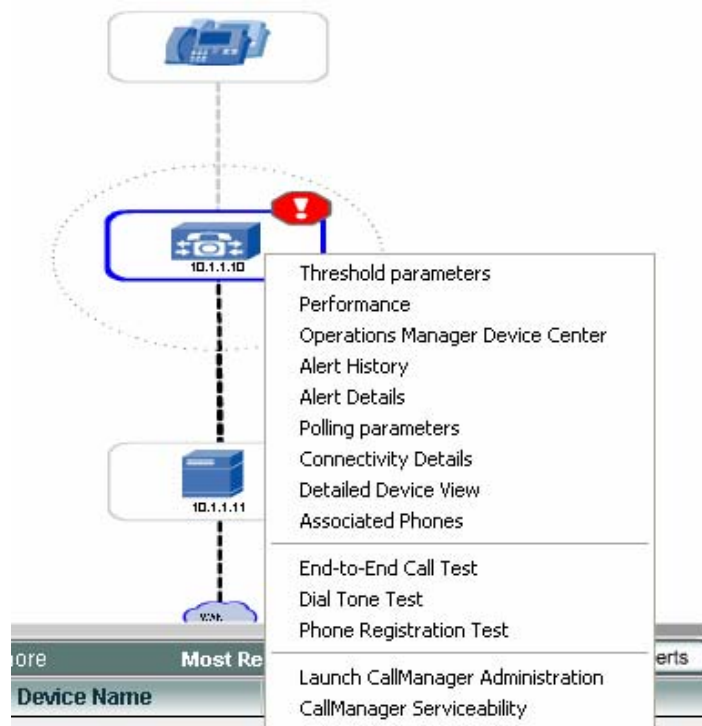 10.1.1.10
Threshold parameters
Performance
Operations Manager Device Center
Alert History
Alert Details
Polling parameters
Connectivity Details
Detailed Device View
Associated Phones
10.1.1.11
End-to-End Call Test
Dial Tone Test
Phone Registration Test
WAN
ore Most Re erts
Device Name
Launch CallManager Administration
CallManager Serviceability